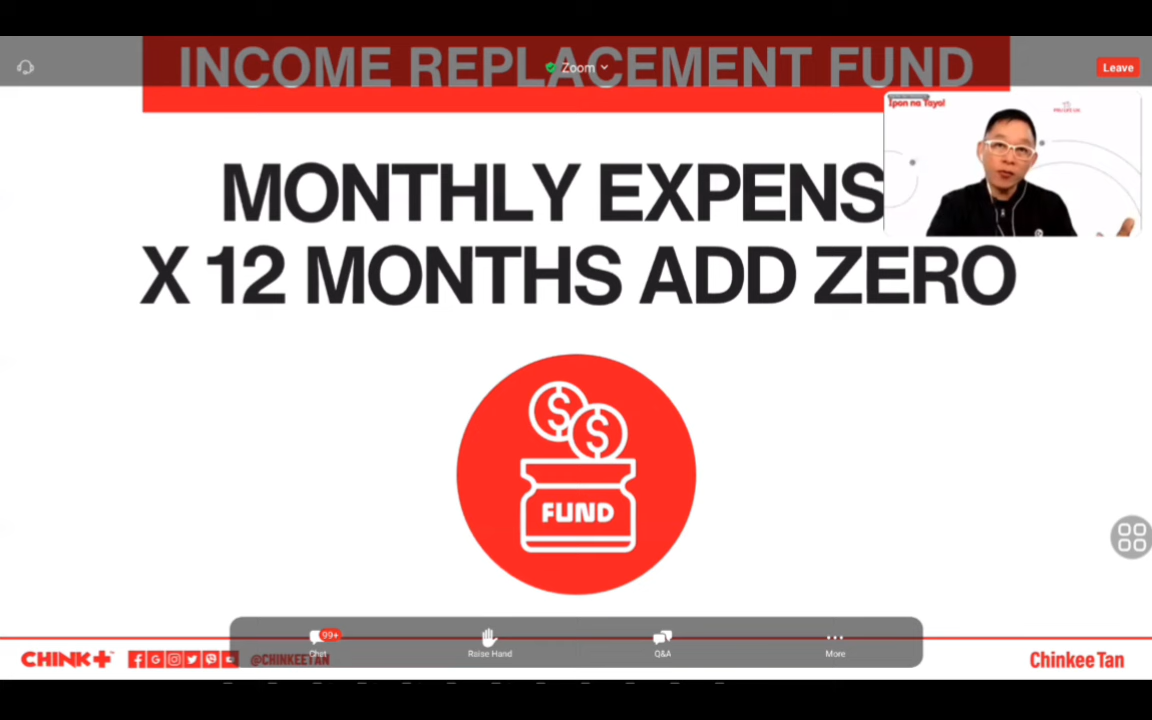 INCOME REPLACEMENT FUND
Zoom
Leave
Ipon na Tayo!
MONTHLY EXPENS
X 12 MONTHS ADD ZERO
$
$
FUND
99+
Chat
Raise Hand
Q&A
More
CHINK+
@CHINKEETAN
Chinkee Tan